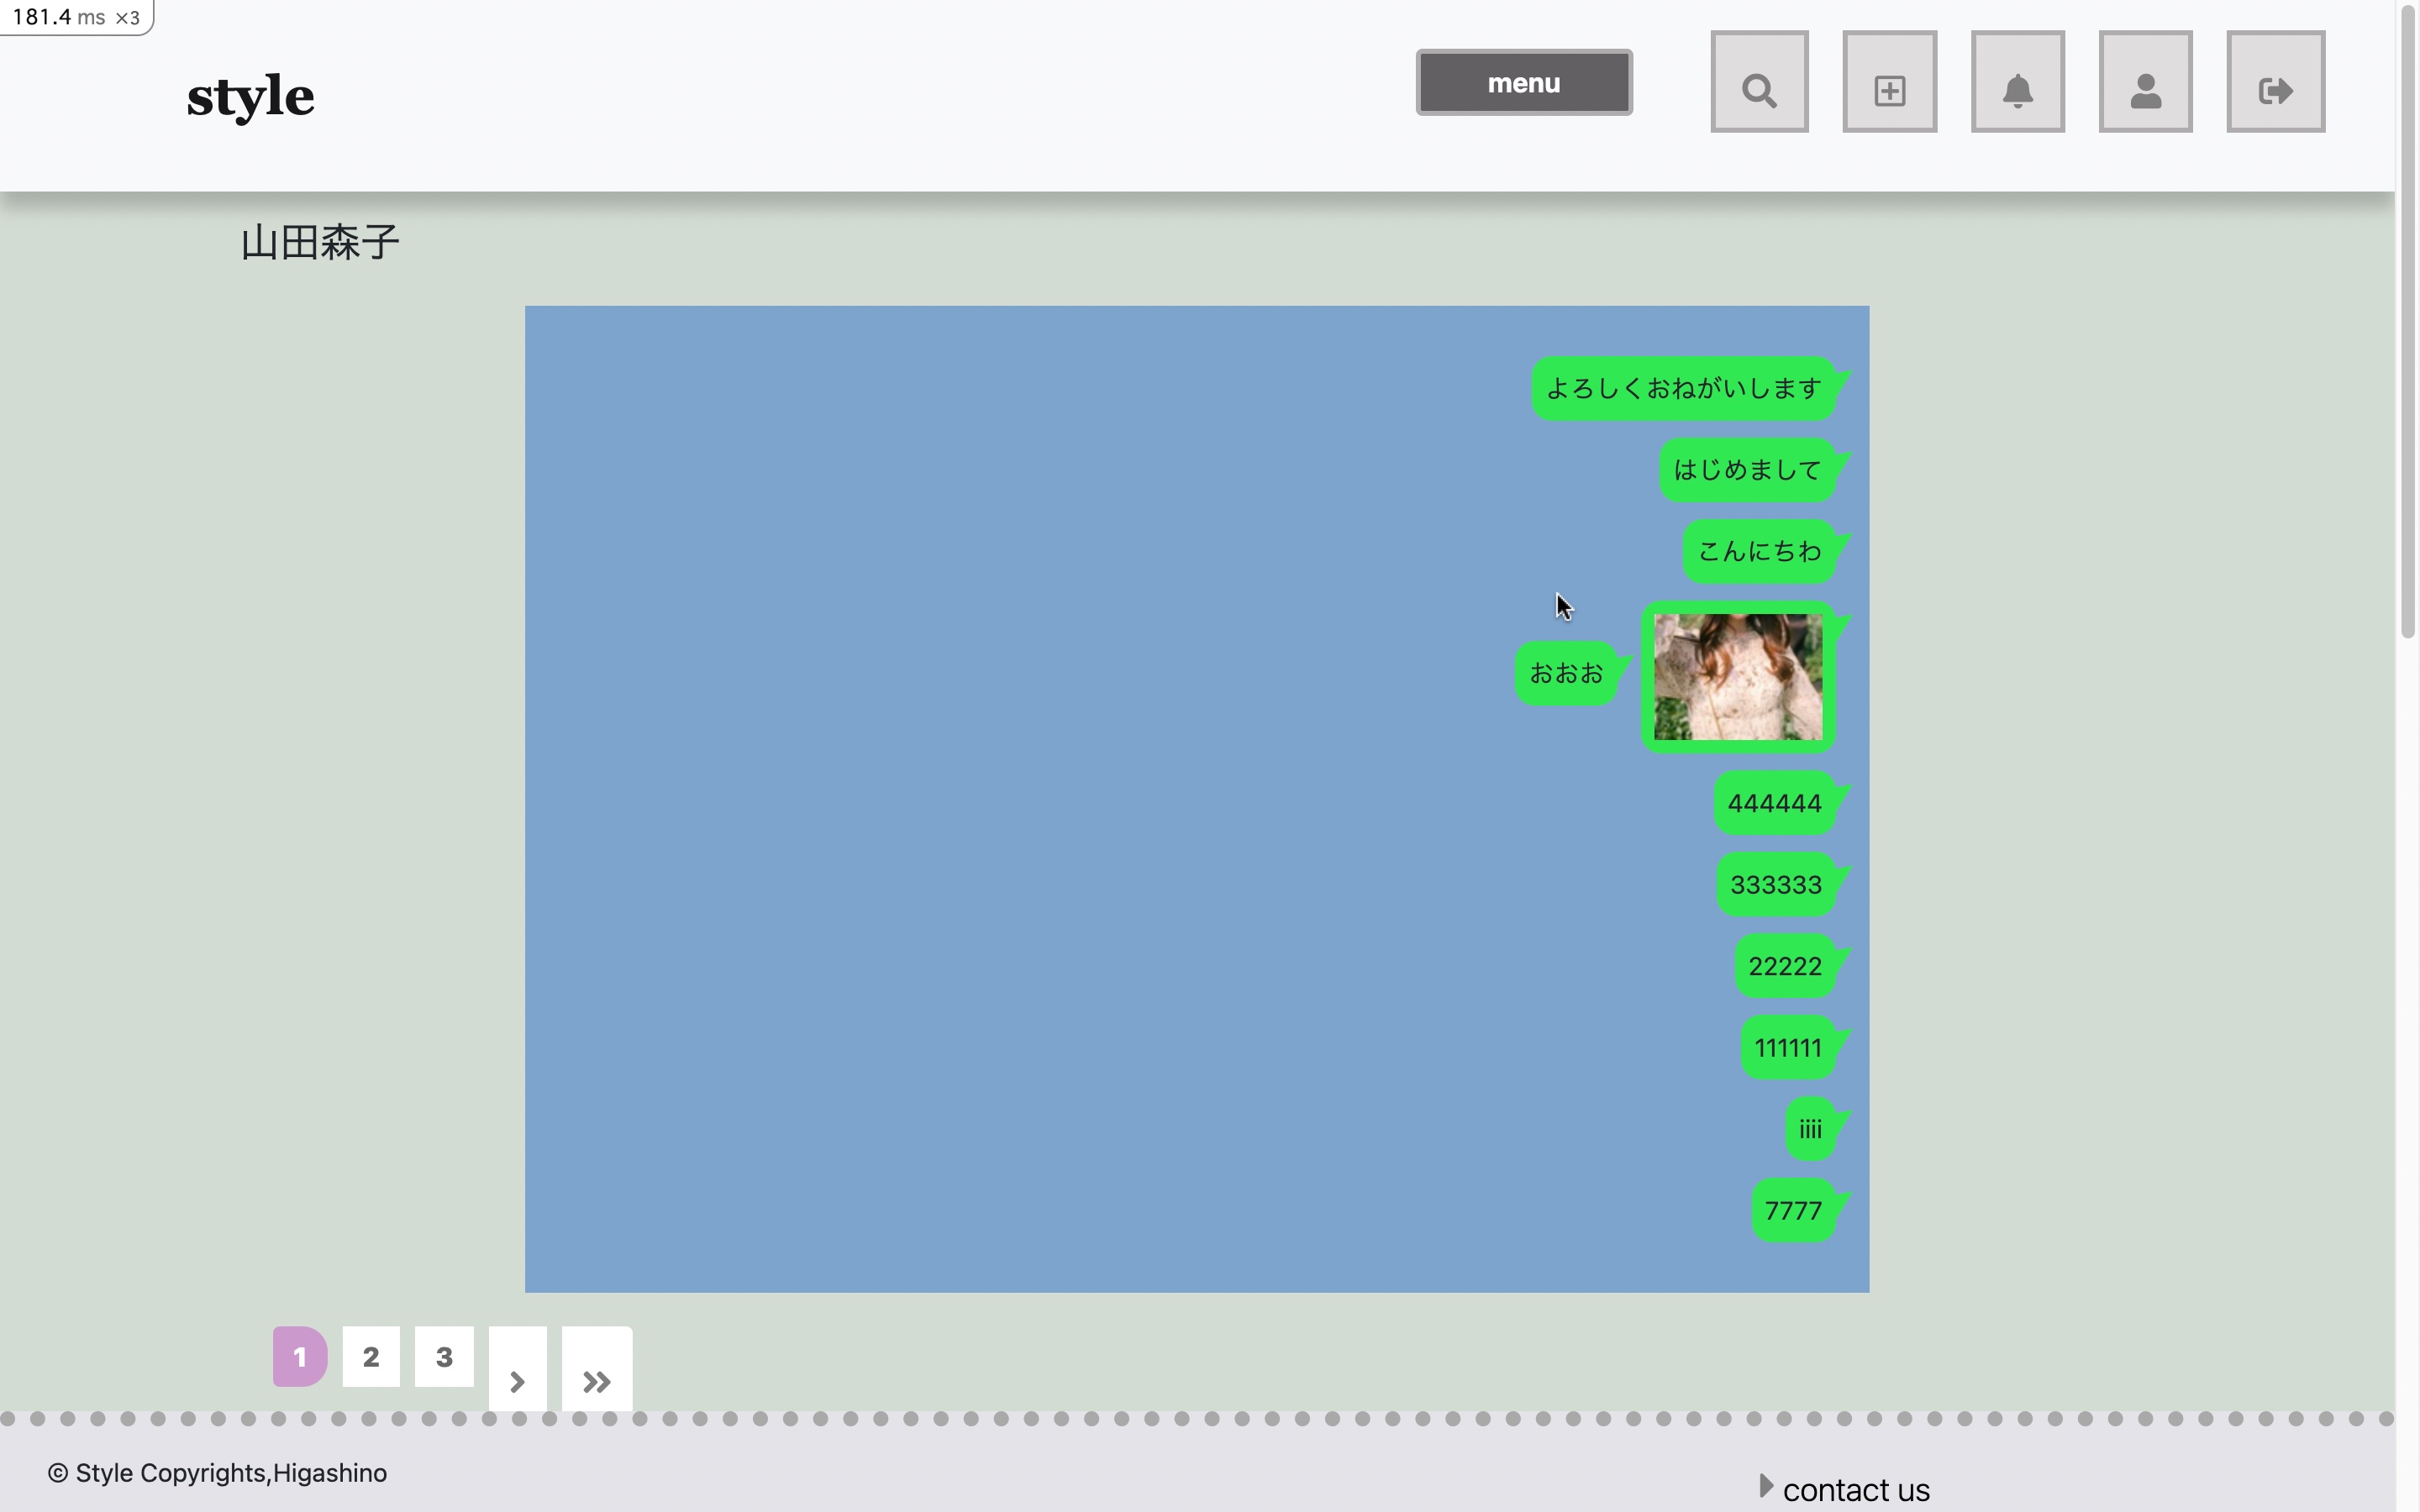 181.4 ms ×3
style
menu
山田森子
よろしくおねがいします
はじめまして
こんにちわ
おおお
444444
333333
22222
111111
iiii
7777
1 2 3 › »
© Style Copyrights,Higashino
contact us